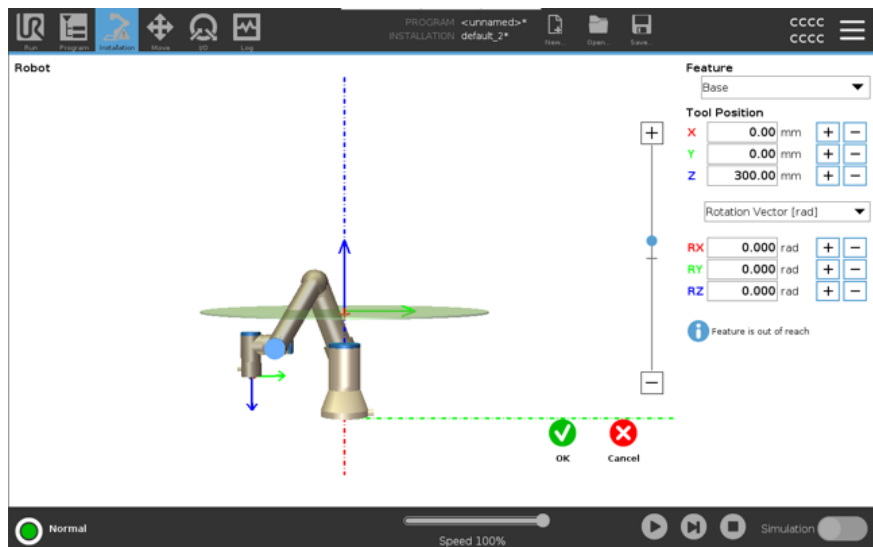 UR
Run
Program
Installation
Move
I/O
Log
PROGRAM <unnamed>*
INSTALLATION default_2*
New...
Open...
Save...
cccc
cccc
Robot
Feature
Base
Tool Position
X 0.00 mm + −
Y 0.00 mm + −
Z 300.00 mm + −
Rotation Vector [rad]
RX 0.000 rad + −
RY 0.000 rad + −
RZ 0.000 rad + −
Feature is out of reach
+
−
OK
Cancel
Normal
Speed 100%
Simulation